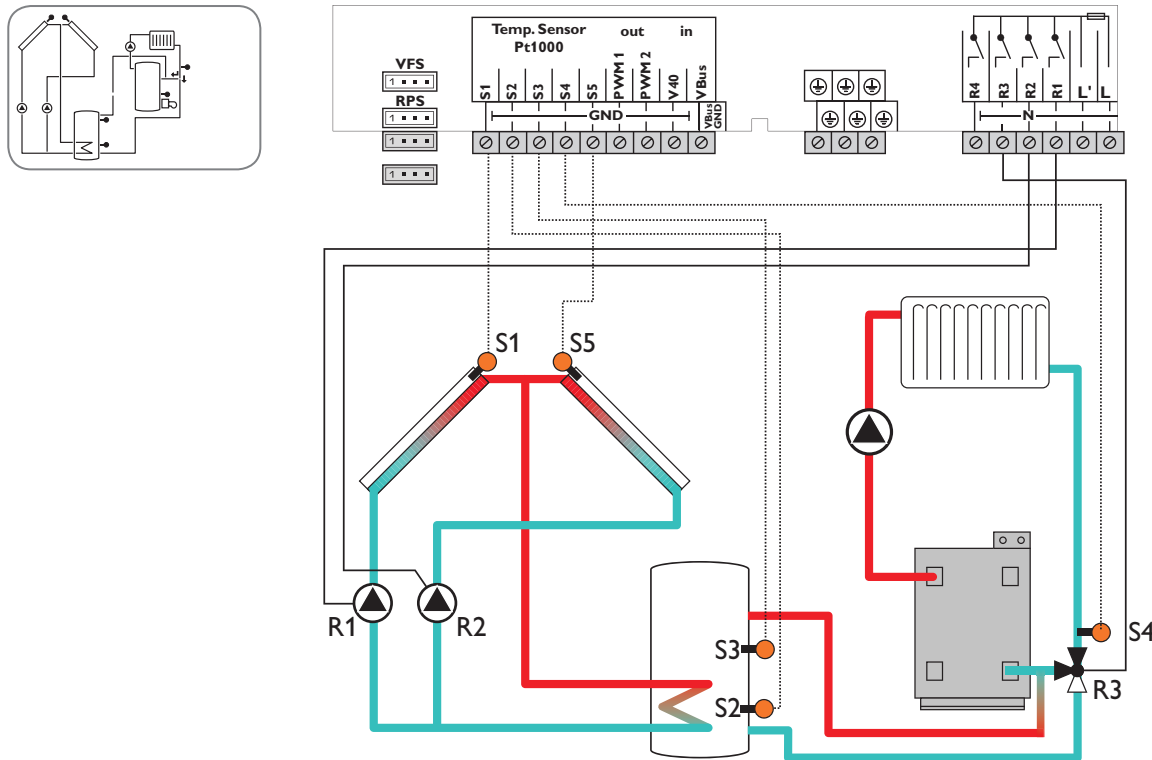 Temp. Sensor
Pt1000
out
in
VFS
1
RPS
1
1
1
S1
S2
S3
S4
S5
PWM 1
PWM 2
V40
VBus
GND
VBus
GND
R4
R3
R2
R1
L'
L
N
S1
S5
R1
R2
S3
S2
S4
R3